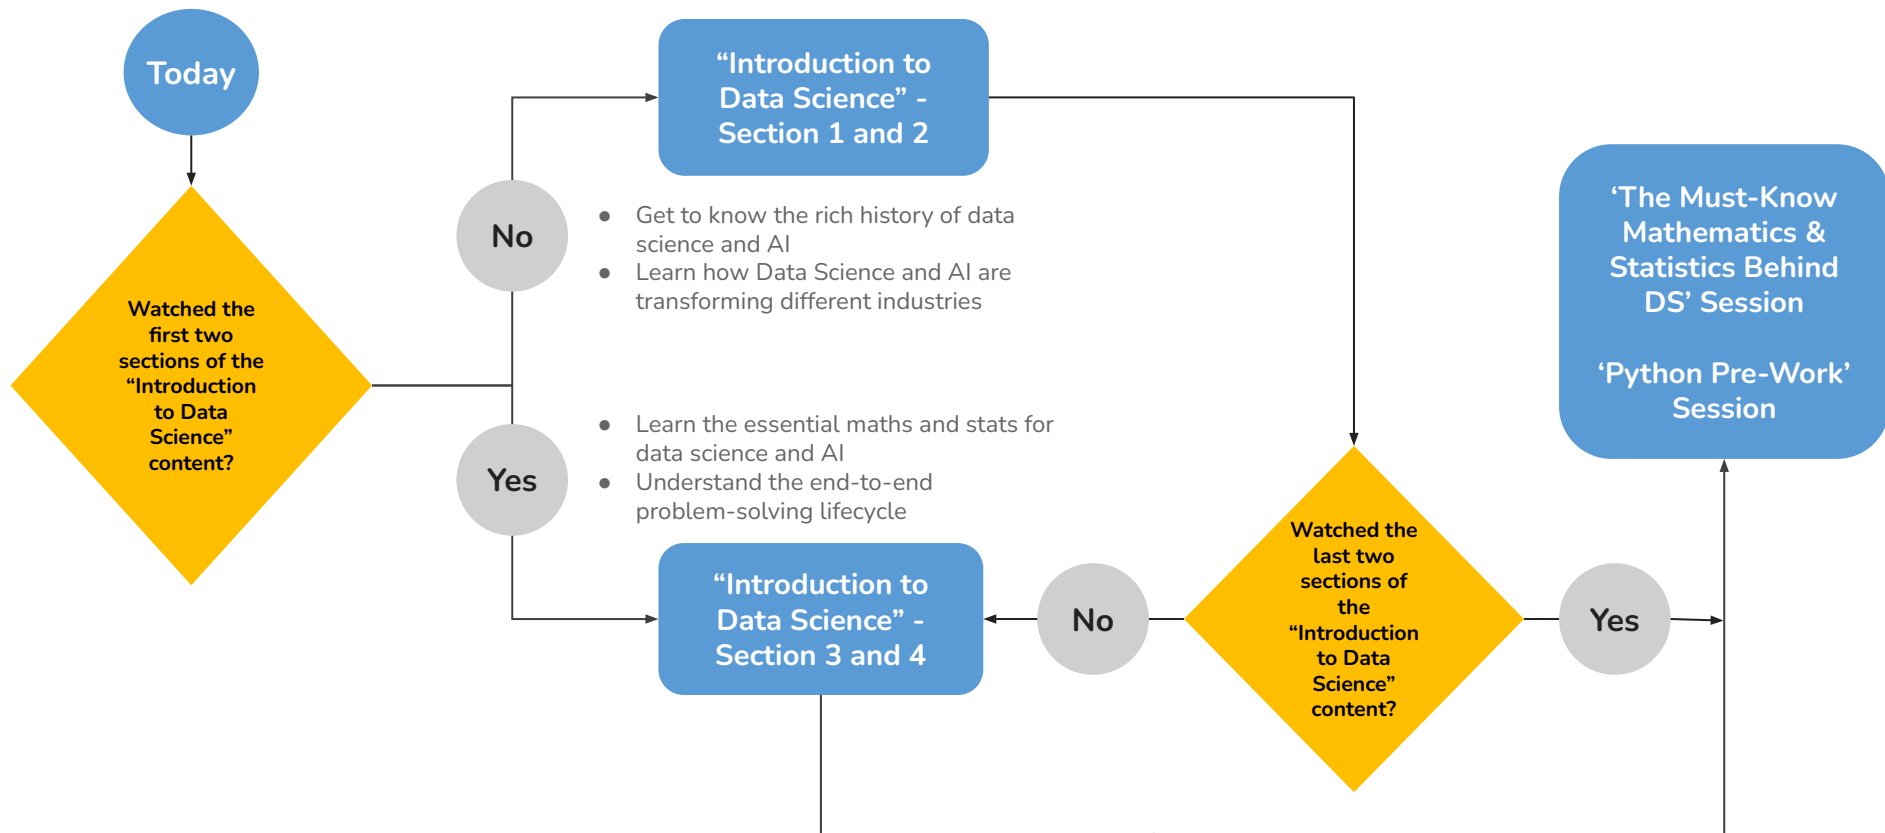 Today
Watched the
first two
sections of the
“Introduction
to Data
Science”
content?
No
Yes
“Introduction to
Data Science” -
Section 1 and 2
● Get to know the rich history of data
science and AI
● Learn how Data Science and AI are
transforming different industries
● Learn the essential maths and stats for
data science and AI
● Understand the end-to-end
problem-solving lifecycle
“Introduction to
Data Science” -
Section 3 and 4
No
Watched the
last two
sections of
the
“Introduction
to Data
Science”
content?
Yes
‘The Must-Know
Mathematics &
Statistics Behind
DS’ Session
‘Python Pre-Work’
Session